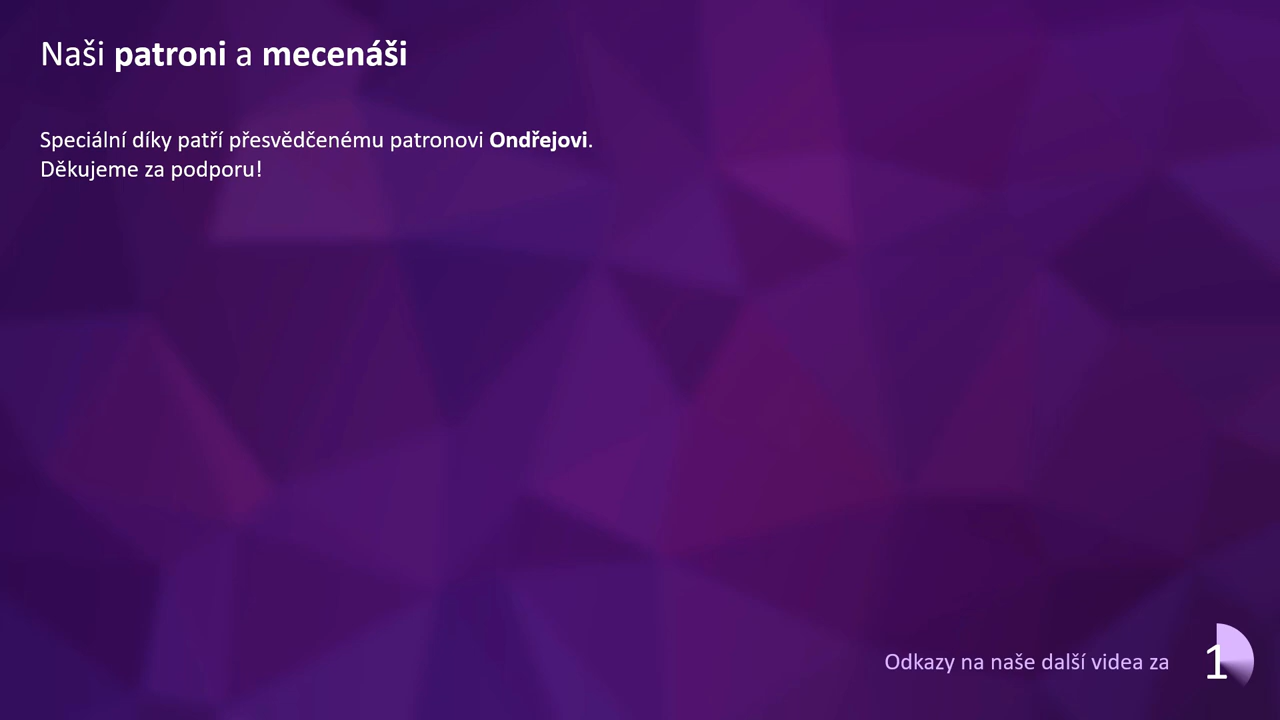 Naši patroni a mecenáši
Speciální díky patří přesvědčenému patronovi Ondřejovi.
Děkujeme za podporu!
Odkazy na naše další videa za 1